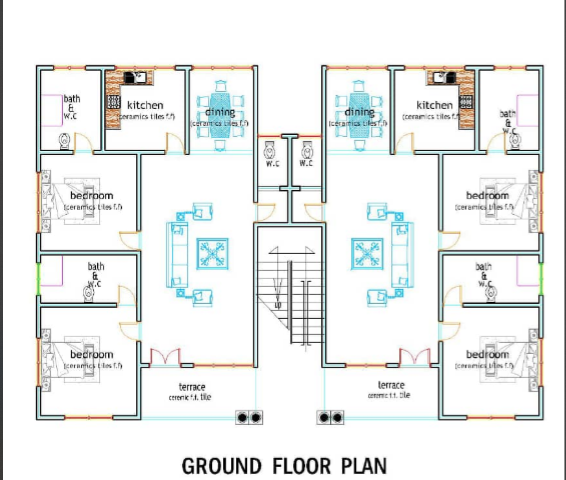 bath
&
w.c
kitchen
(ceramics tiles f.f)
dining
(ceramics tiles f.f)
dining
(ceramics tiles f.f)
kitchen
(ceramics tiles f.f)
bath
&
w.c
w.c
w.c
bedroom
(ceramics tiles f.f)
bedroom
(ceramics tiles f.f)
bath
&
w.c
bath
&
w.c
up
bedroom
(ceramics tiles f.f)
bedroom
(ceramics tiles f.f)
terrace
ceramic f.f. tile
terrace
ceramic f.f. tile
GROUND FLOOR PLAN